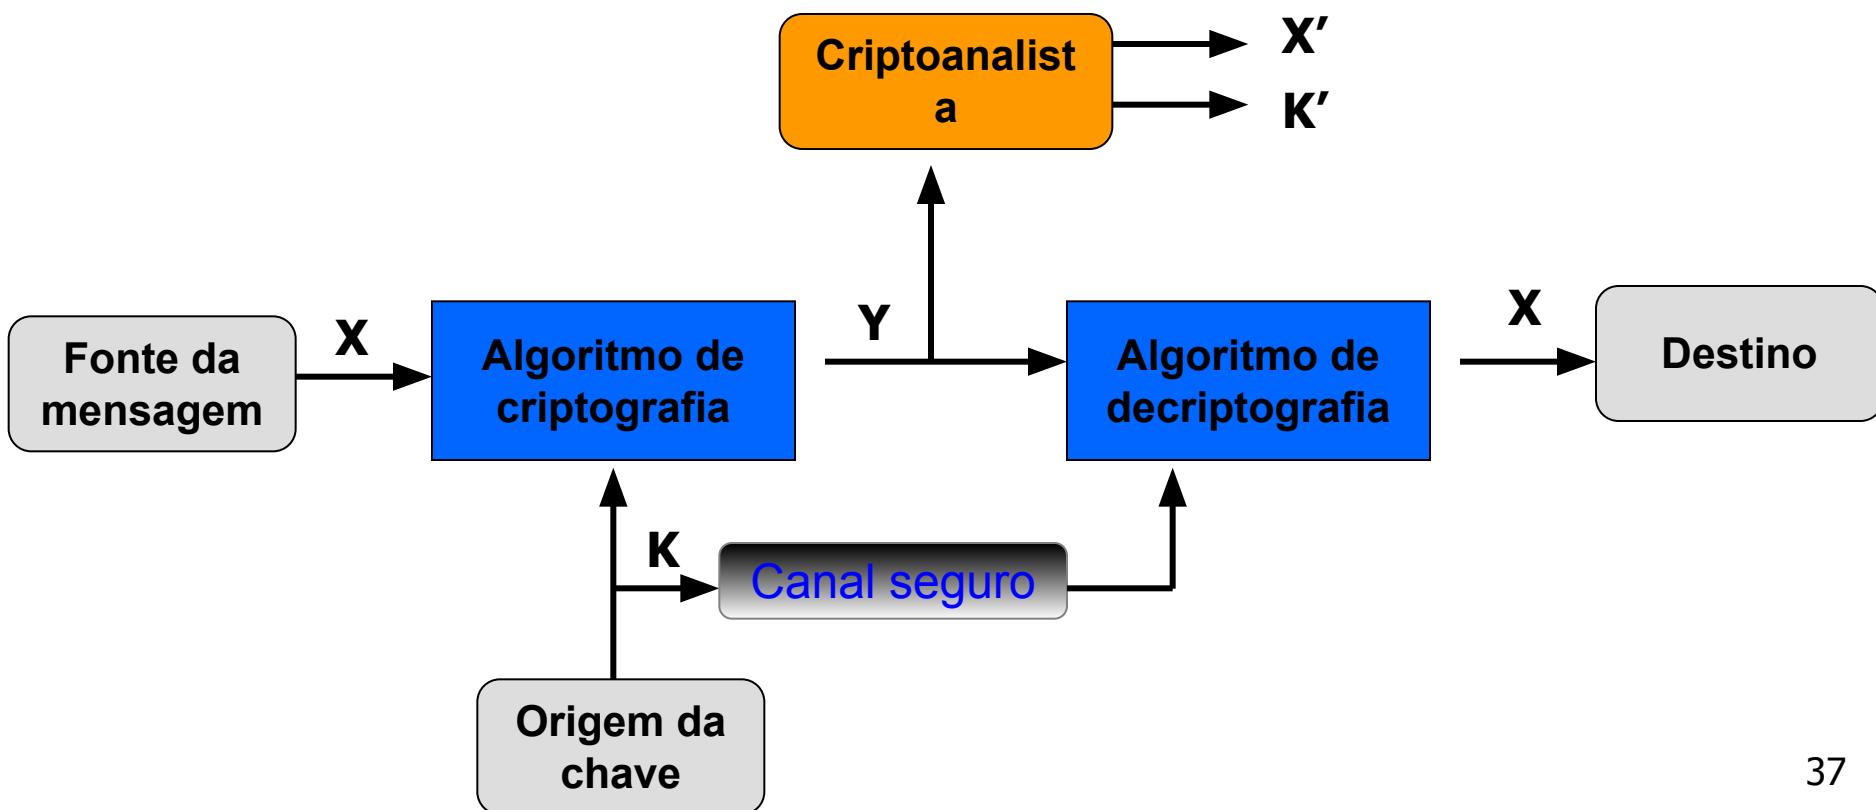 Criptoanalist
a
X’
K’
Fonte da
mensagem
X
Algoritmo de
criptografia
Y
Algoritmo de
decriptografia
X
Destino
K
Canal seguro
Origem da
chave
37